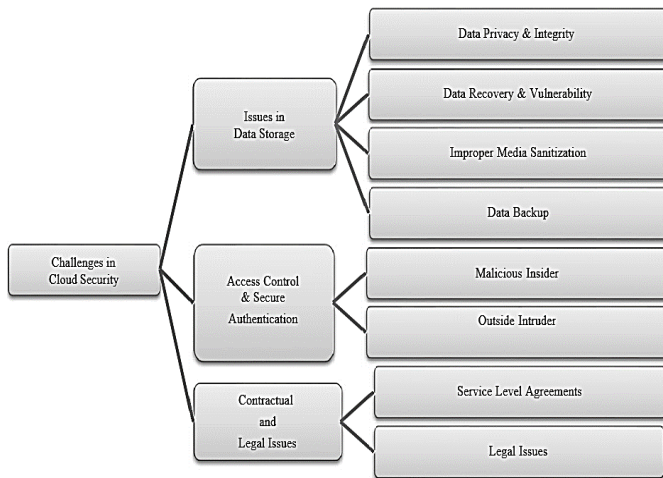 Challenges in
Cloud Security
Issues in
Data Storage
Data Privacy & Integrity
Data Recovery & Vulnerability
Improper Media Sanitization
Data Backup
Access Control
& Secure
Authentication
Malicious Insider
Outside Intruder
Contractual
and
Legal Issues
Service Level Agreements
Legal Issues